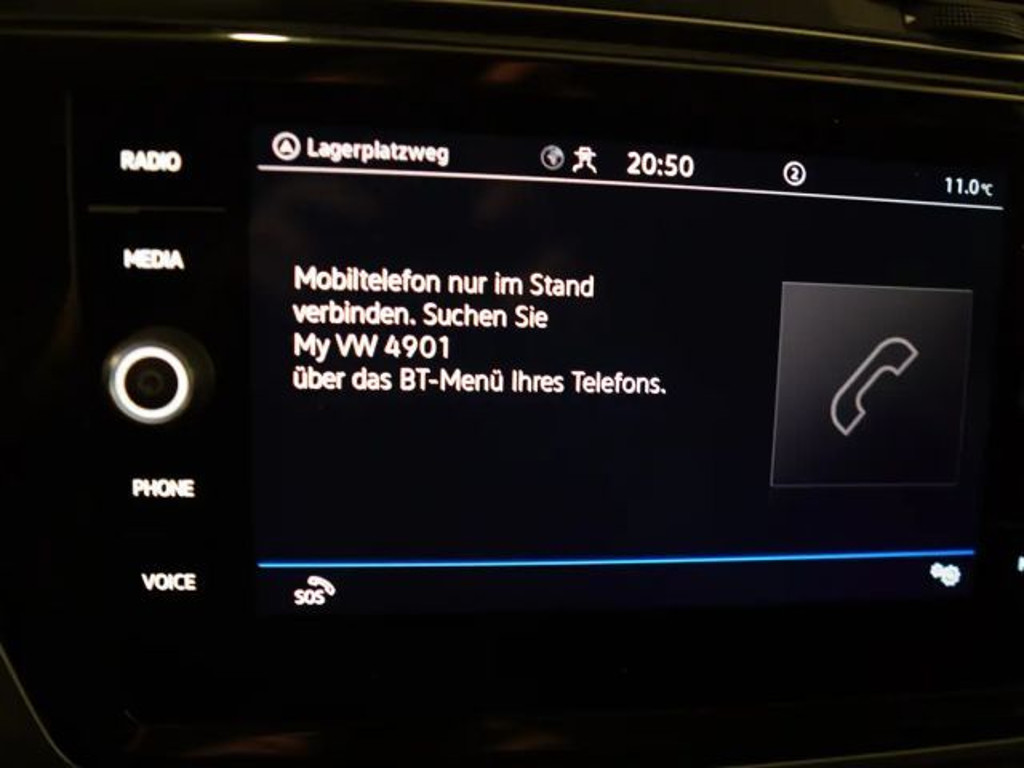 RADIO
Lagerplatzweg 20:50 2 11.0°C
MEDIA
Mobiltelefon nur im Stand
verbinden. Suchen Sie
My VW 4901
über das BT-Menü Ihres Telefons.
PHONE
VOICE
SOS